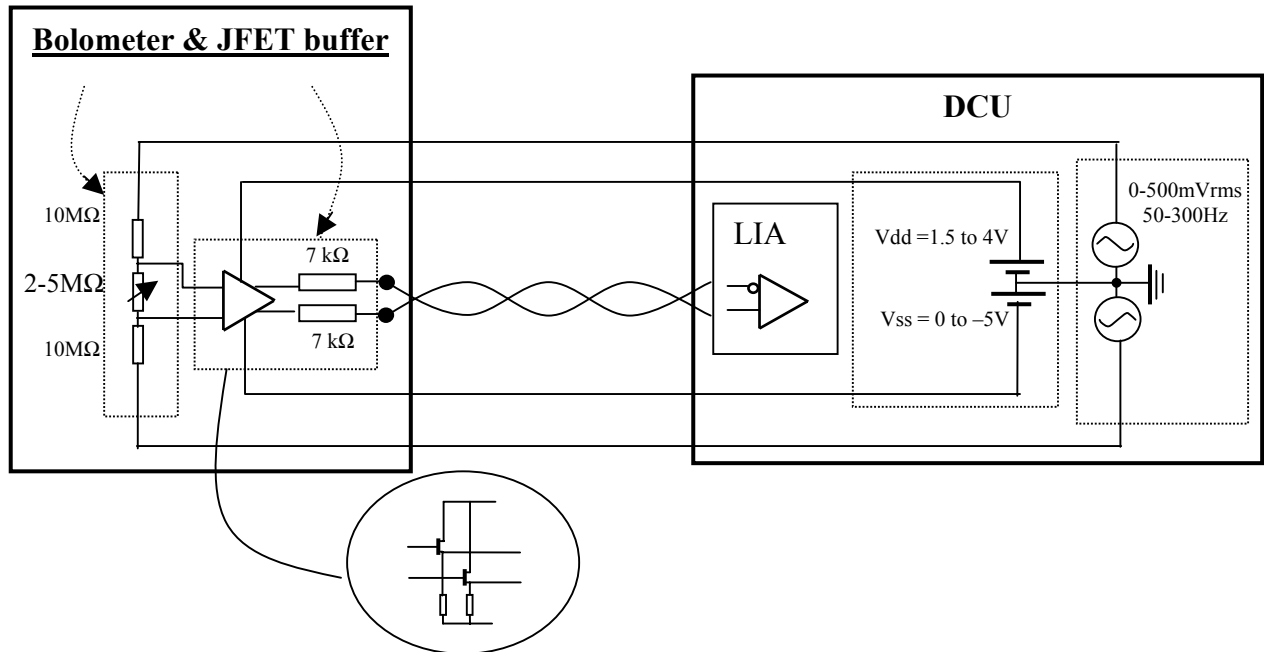 Bolometer & JFET buffer
10MΩ
2-5MΩ
10MΩ
7 kΩ
7 kΩ
DCU
LIA
Vdd =1.5 to 4V
Vss = 0 to –5V
0-500mVrms
50-300Hz